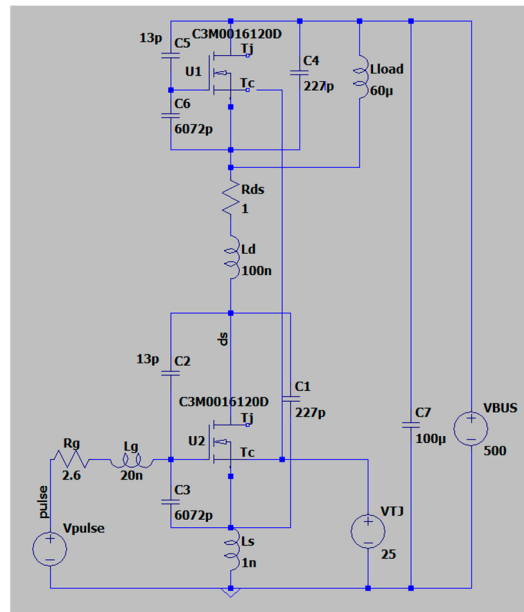 C3M0016120D
13p
C5
Tj
U1
Tc
C4
227p
Lload
60µ
C6
6072p
Rds
1
Ld
100n
ds
13p
C2
C3M0016120D
Tj
U2
Tc
C1
227p
C7
100µ
VBUS
500
Rg
2.6
Lg
20n
C3
6072p
pulse
Vpulse
Ls
1n
VTJ
25